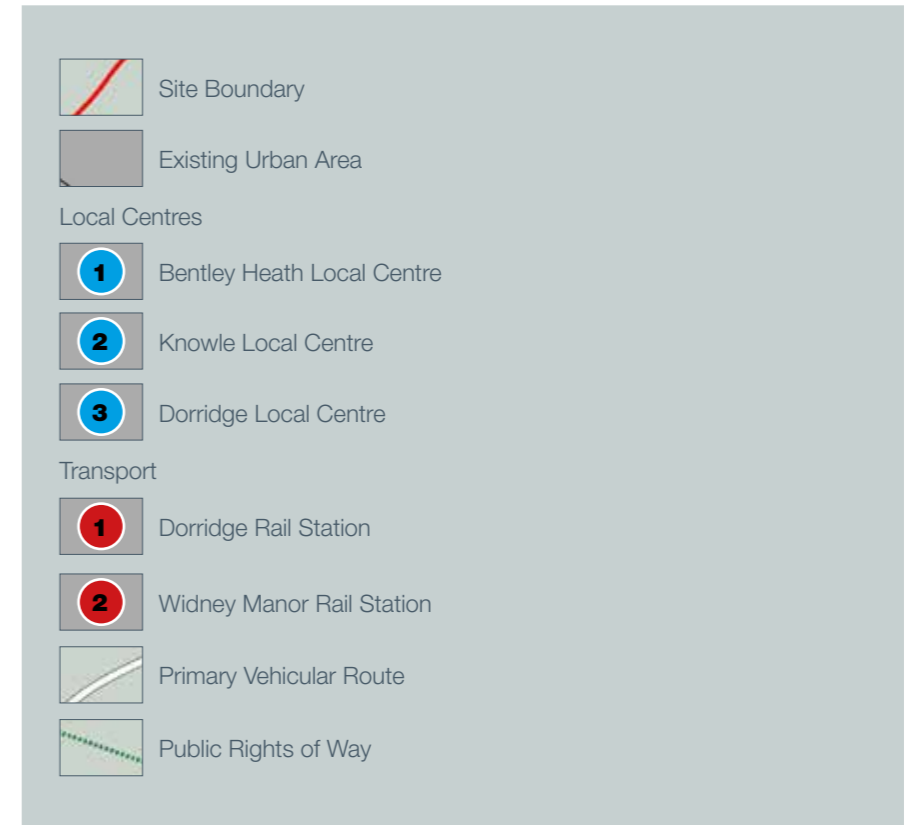 Site Boundary
Existing Urban Area
Local Centres
1 Bentley Heath Local Centre
2 Knowle Local Centre
3 Dorridge Local Centre
Transport
1 Dorridge Rail Station
2 Widney Manor Rail Station
Primary Vehicular Route
Public Rights of Way